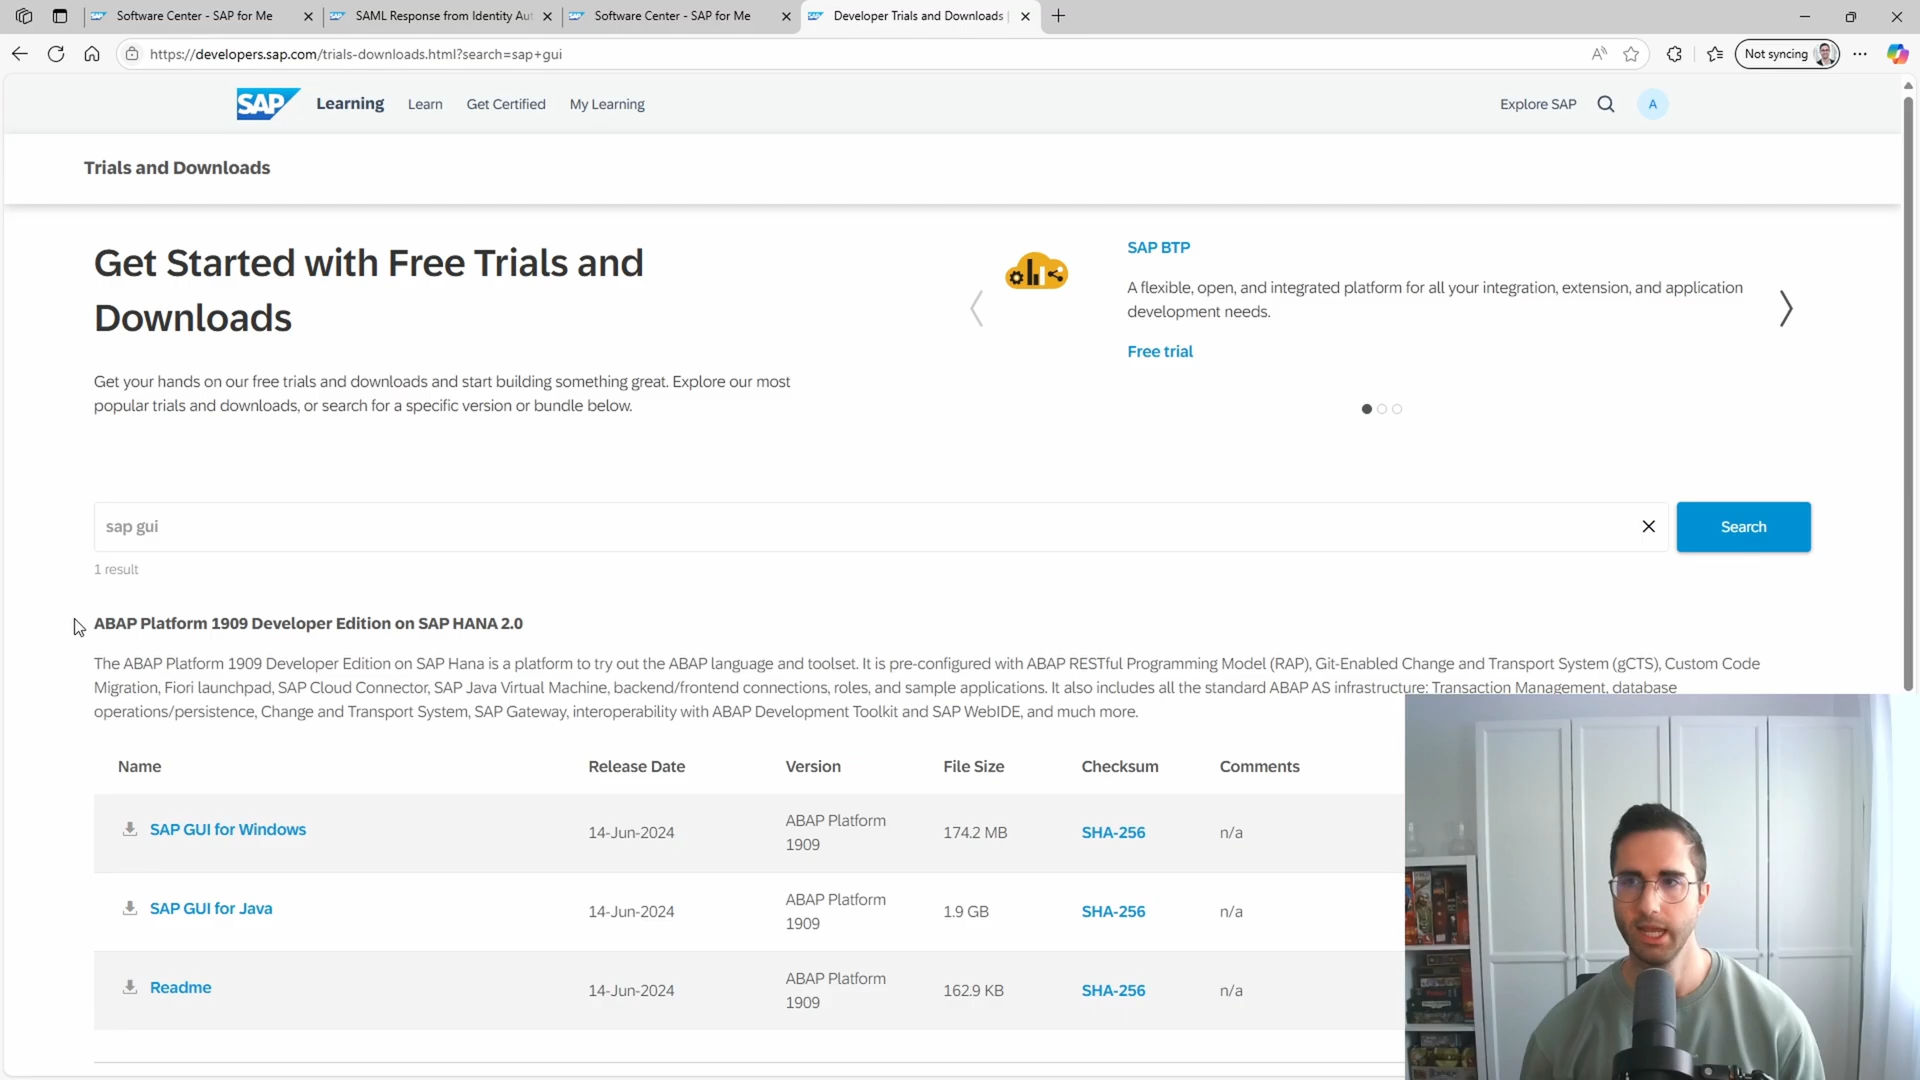 Software Center - SAP for Me
SAML Response from Identity Aut
Software Center - SAP for Me
Developer Trials and Downloads |
https://developers.sap.com/trials-downloads.html?search=sap+gui
Not syncing
SAP Learning Learn Get Certified My Learning Explore SAP A
Trials and Downloads
Get Started with Free Trials and
Downloads
Get your hands on our free trials and downloads and start building something great. Explore our most
popular trials and downloads, or search for a specific version or bundle below.
SAP BTP
A flexible, open, and integrated platform for all your integration, extension, and application
development needs.
Free trial
sap gui
Search
1 result
ABAP Platform 1909 Developer Edition on SAP HANA 2.0
The ABAP Platform 1909 Developer Edition on SAP Hana is a platform to try out the ABAP language and toolset. It is pre-configured with ABAP RESTful Programming Model (RAP), Git-Enabled Change and Transport System (gCTS), Custom Code
Migration, Fiori launchpad, SAP Cloud Connector, SAP Java Virtual Machine, backend/frontend connections, roles, and sample applications. It also includes all the standard ABAP AS infrastructure: Transaction Management, database
operations/persistence, Change and Transport System, SAP Gateway, interoperability with ABAP Development Toolkit and SAP WebIDE, and much more.
Name Release Date Version File Size Checksum Comments
SAP GUI for Windows 14-Jun-2024 ABAP Platform 1909 174.2 MB SHA-256 n/a
SAP GUI for Java 14-Jun-2024 ABAP Platform 1909 1.9 GB SHA-256 n/a
Readme 14-Jun-2024 ABAP Platform 1909 162.9 KB SHA-256 n/a